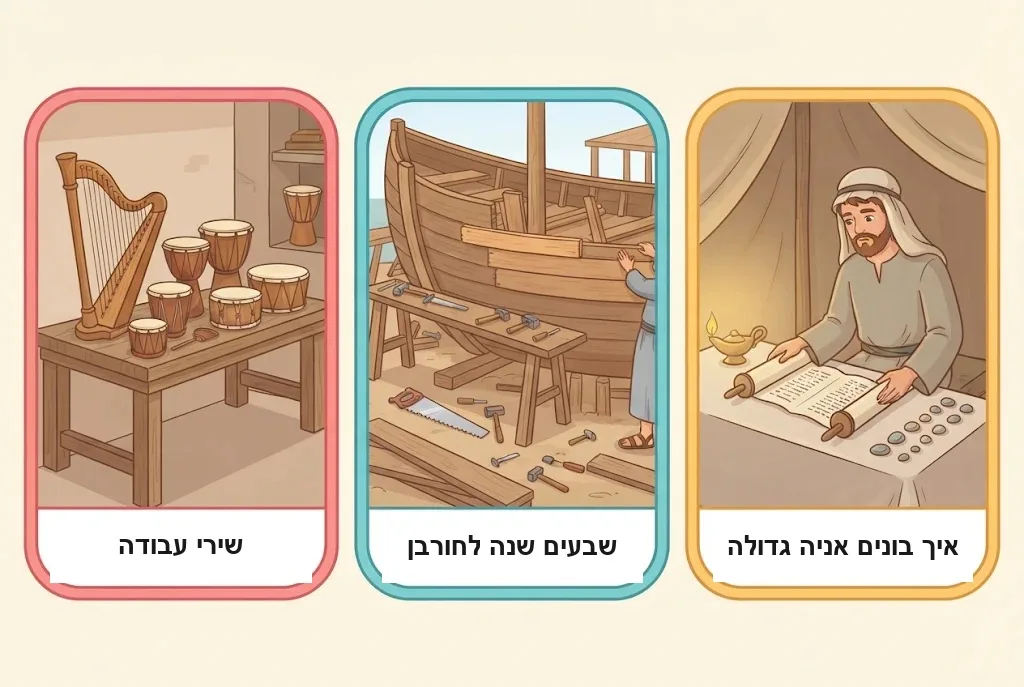 איך בונים אניה גדולה
שבעים שנה לחורבן
שירי עבודה